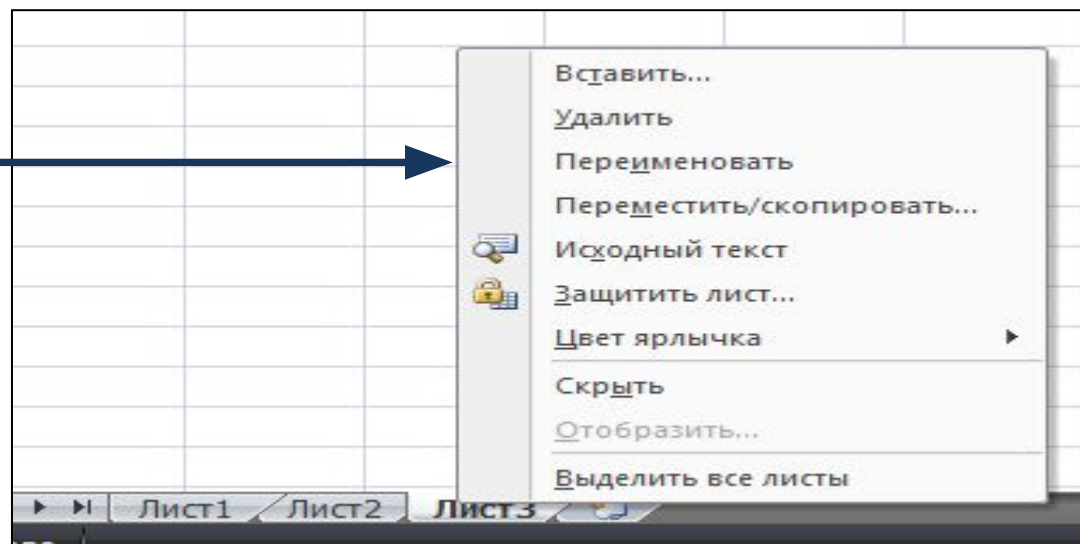 Вставить...
Удалить
Переименовать
Переместить/скопировать...
Исходный текст
Защитить лист...
Цвет ярлычка
Скрыть
Отобразить...
Выделить все листы
Лист1 Лист2 Лист3